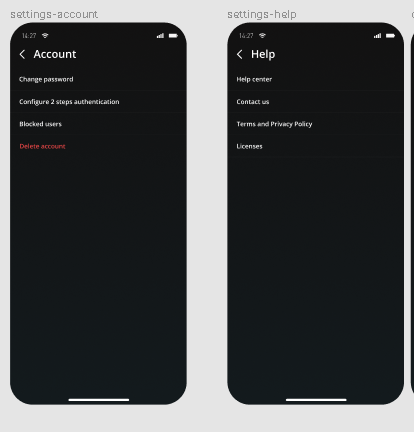 settings-account
14:27
Account
Change password
Configure 2 steps authentication
Blocked users
Delete account
settings-help
14:27
Help
Help center
Contact us
Terms and Privacy Policy
Licenses